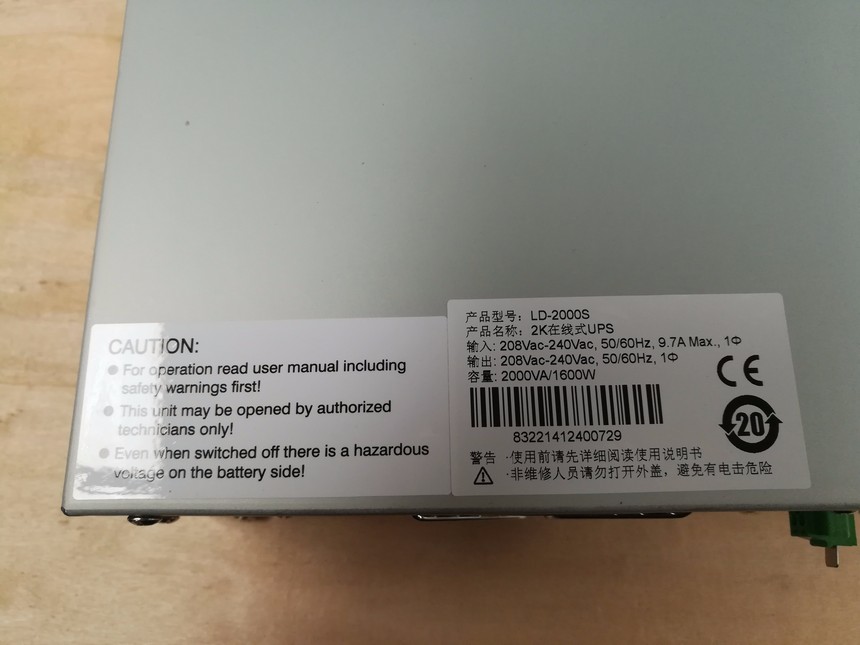 CAUTION:
● For operation read user manual including
safety warnings first!
● This unit may be opened by authorized
technicians only!
● Even when switched off there is a hazardous
voltage on the battery side!
产品型号: LD-2000S
产品名称: 2K在线式UPS
输入: 208Vac-240Vac, 50/60Hz, 9.7A Max., 1Φ
输出: 208Vac-240Vac, 50/60Hz, 1Φ
容量: 2000VA/1600W
CE
20
83221412400729
警告 ·使用前请先详细阅读使用说明书
·非维修人员请勿打开外盖，避免有电击危险